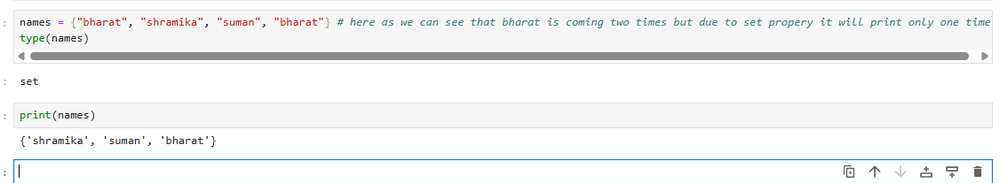 names = {"bharat", "shramika", "suman", "bharat"} # here as we can see that bharat is coming two times but due to set propery it will print only one time
type(names)
set
print(names)
{'shramika', 'suman', 'bharat'}